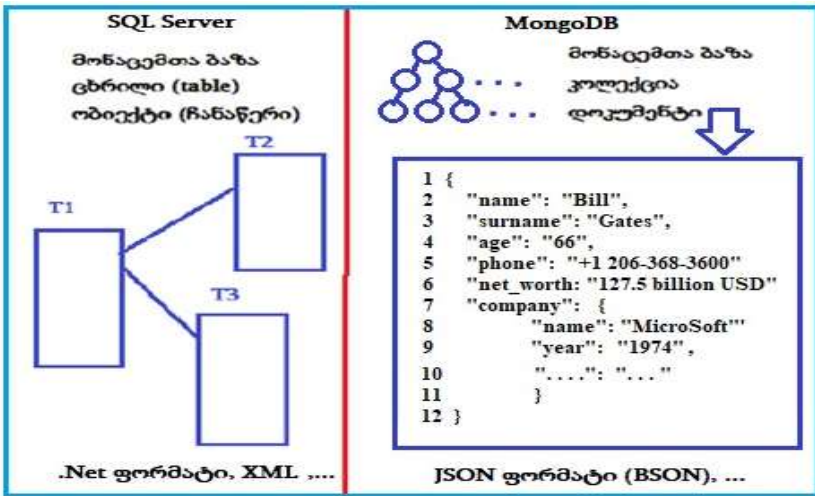 SQL Server
მონაცემთა ბაზა
ცხრილი (table)
ობიექტი (ჩანაწერი)
T2
T1
T3
.Net ფორმატი, XML ,...
MongoDB
მონაცემთა ბაზა
. . . კოლექცია
. . . დოკუმენტი
1 {
2 "name": "Bill",
3 "surname": "Gates",
4 "age": "66",
5 "phone": "+1 206-368-3600"
6 "net_worth: "127.5 billion USD"
7 "company": {
8 "name": "MicroSoft'"
9 "year": "1974",
10 "....": "... "
11 }
12 }
JSON ფორმატი (BSON), ...